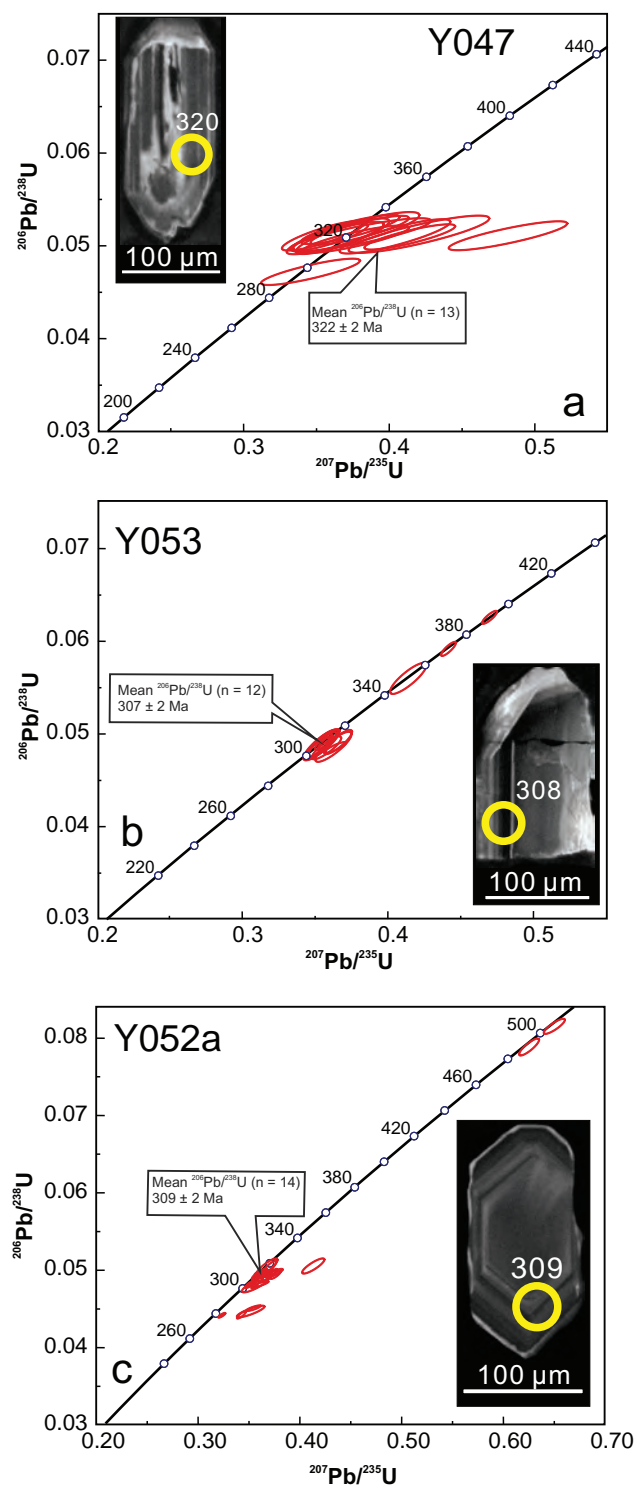 Y047
0.07
0.06
0.05
0.04
0.03
206Pb/238U
320
100 µm
440
400
360
320
280
240
200
Mean 206Pb/238U (n = 13)
322 ± 2 Ma
a
0.2
0.3
0.4
0.5
207Pb/235U
Y053
0.07
0.06
0.05
0.04
0.03
206Pb/238U
420
380
340
300
260
220
Mean 206Pb/238U (n = 12)
307 ± 2 Ma
308
100 µm
b
0.2
0.3
0.4
0.5
207Pb/235U
Y052a
0.08
0.07
0.06
0.05
0.04
0.03
206Pb/238U
500
460
420
380
340
300
260
Mean 206Pb/238U (n = 14)
309 ± 2 Ma
309
100 µm
c
0.20
0.30
0.40
0.50
0.60
0.70
207Pb/235U